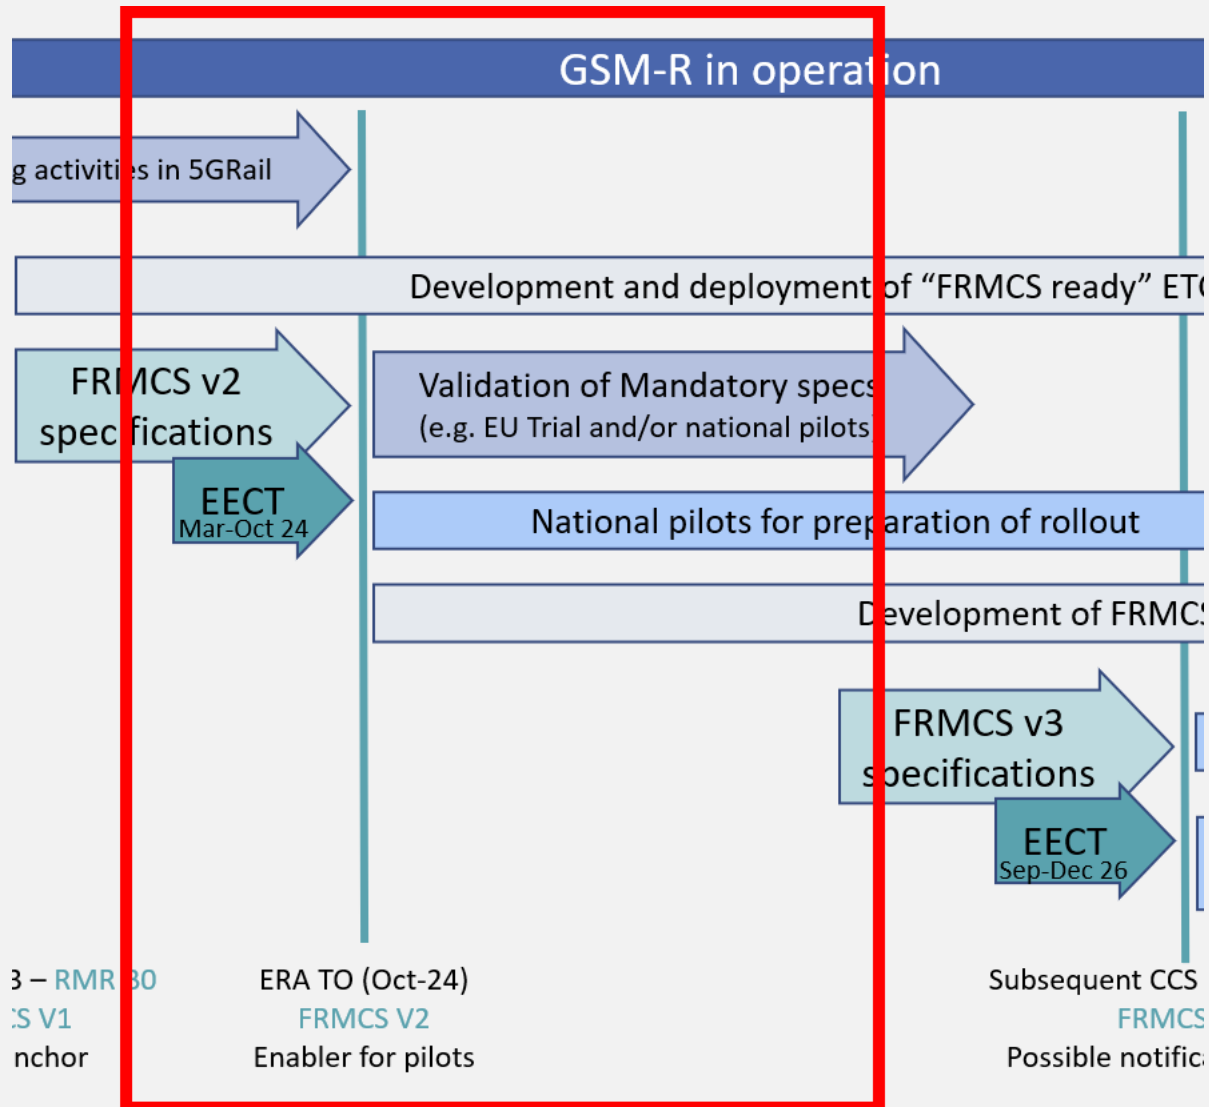 GSM-R in operation
g activities in 5GRail
Development and deployment of “FRMCS ready” ETC
FRMCS v2
specifications
Validation of Mandatory specs
(e.g. EU Trial and/or national pilots)
EECT
Mar-Oct 24
National pilots for preparation of rollout
Development of FRMCS
FRMCS v3
specifications
EECT
Sep-Dec 26
3 – RMR B0
CS V1
nchor
ERA TO (Oct-24)
FRMCS V2
Enabler for pilots
Subsequent CCS
FRMCS
Possible notifica